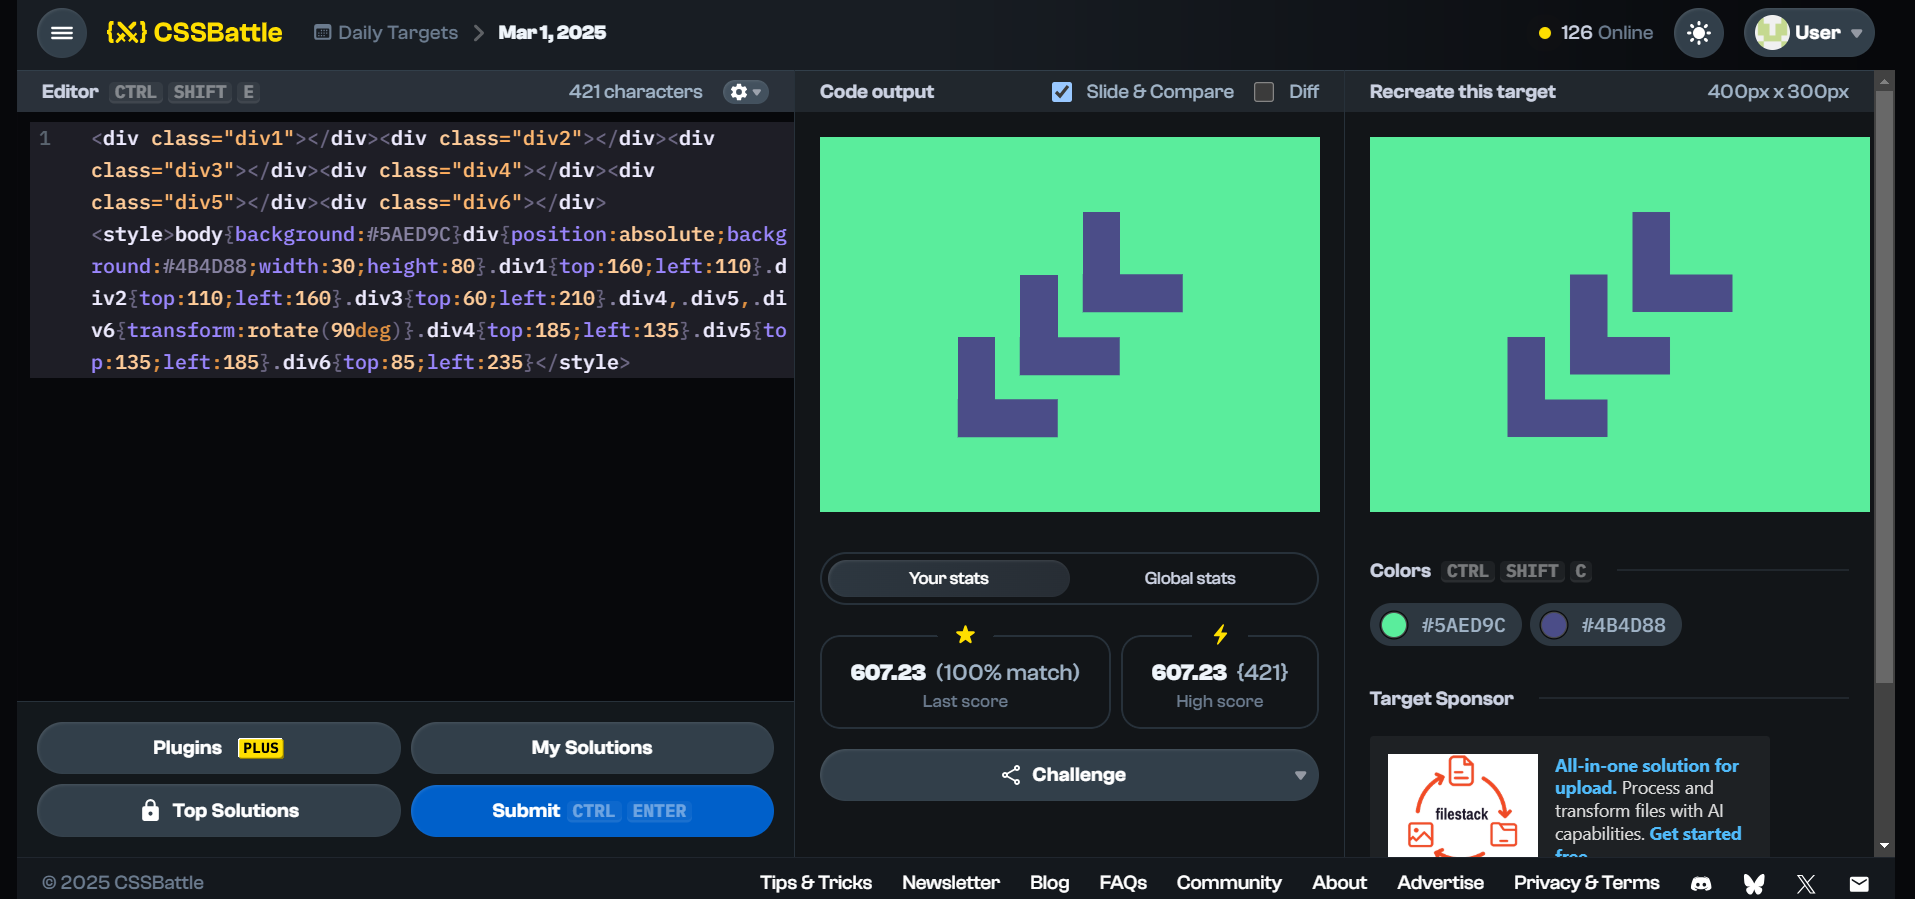 CSSBattle
Daily Targets
Mar 1, 2025
126 Online
User
Editor CTRL SHIFT E
421 characters
1
<div class="div1"></div><div class="div2"></div><div
class="div3"></div><div class="div4"></div><div
class="div5"></div><div class="div6"></div>
<style>body{background:#5AED9C}div{position:absolute;backg
round:#4B4D88;width:30;height:80}.div1{top:160;left:110}.d
iv2{top:110;left:160}.div3{top:60;left:210}.div4,.div5,.di
v6{transform:rotate(90deg)}.div4{top:185;left:135}.div5{to
p:135;left:185}.div6{top:85;left:235}</style>
Plugins PLUS
My Solutions
Top Solutions
Submit CTRL ENTER
Code output
Slide & Compare
Diff
Your stats
Global stats
607.23 (100% match)
Last score
607.23 {421}
High score
Challenge
Recreate this target
400px x 300px
Colors CTRL SHIFT C
#5AED9C
#4B4D88
Target Sponsor
filestack
All-in-one solution for
upload. Process and
transform files with AI
capabilities. Get started
free
© 2025 CSSBattle
Tips & Tricks
Newsletter
Blog
FAQs
Community
About
Advertise
Privacy & Terms